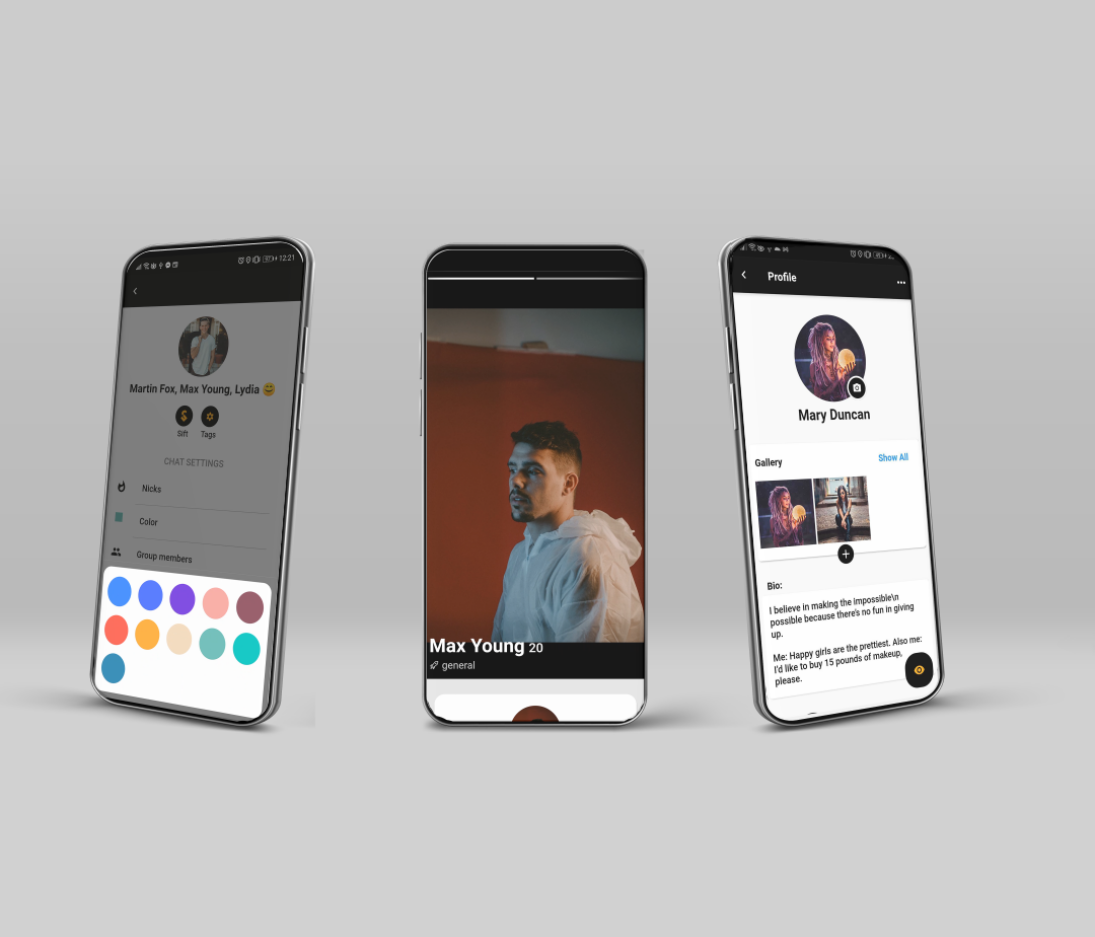 12:21
Martin Fox, Max Young, Lydia 😊
Sift Tags
CHAT SETTINGS
Nicks
Color
Group members
Max Young 20
general
Profile
Mary Duncan
Gallery Show All
Bio:
I believe in making the impossible\n
possible because there's no fun in giving
up.
Me: Happy girls are the prettiest. Also me:
I'd like to buy 15 pounds of makeup,
please.